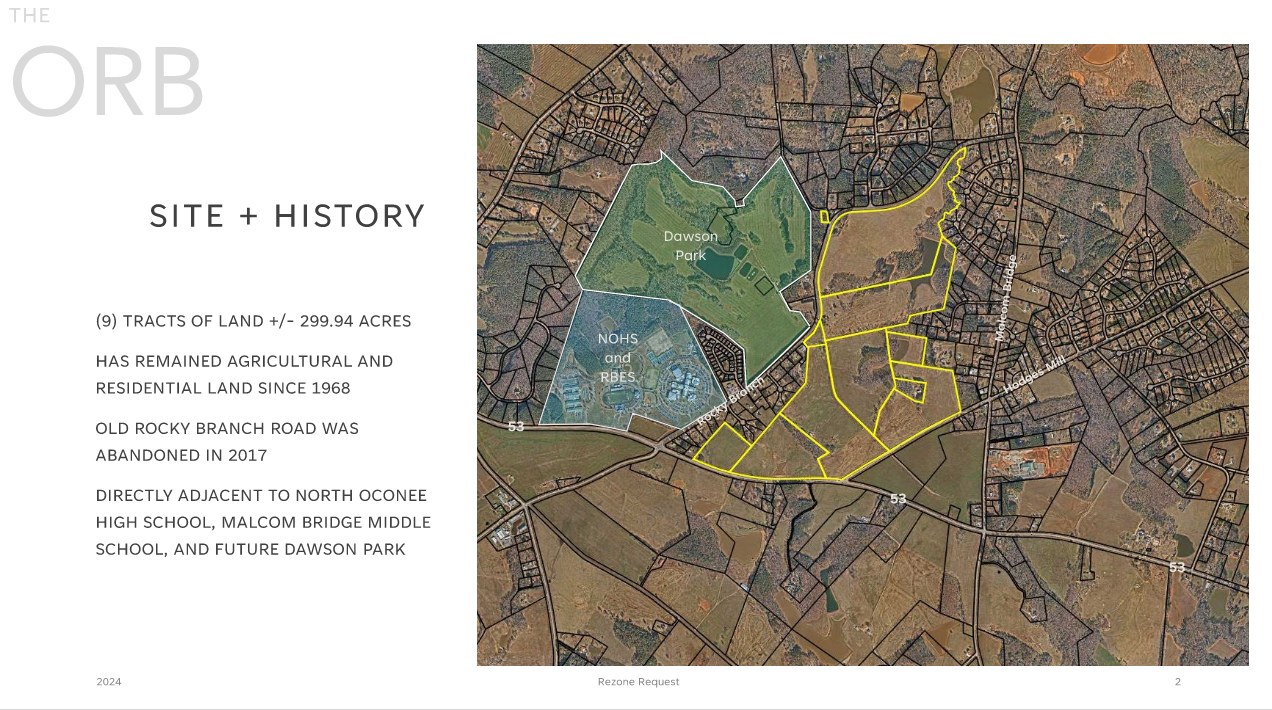 THE
ORB
SITE + HISTORY
(9) TRACTS OF LAND +/- 299.94 ACRES
HAS REMAINED AGRICULTURAL AND
RESIDENTIAL LAND SINCE 1968
OLD ROCKY BRANCH ROAD WAS
ABANDONED IN 2017
DIRECTLY ADJACENT TO NORTH OCONEE
HIGH SCHOOL, MALCOM BRIDGE MIDDLE
SCHOOL, AND FUTURE DAWSON PARK
Dawson
Park
NOHS
and
RBES
Rocky Branch
Malcom Bridge
Hodges Mill
53
53
53
2024
Rezone Request
2